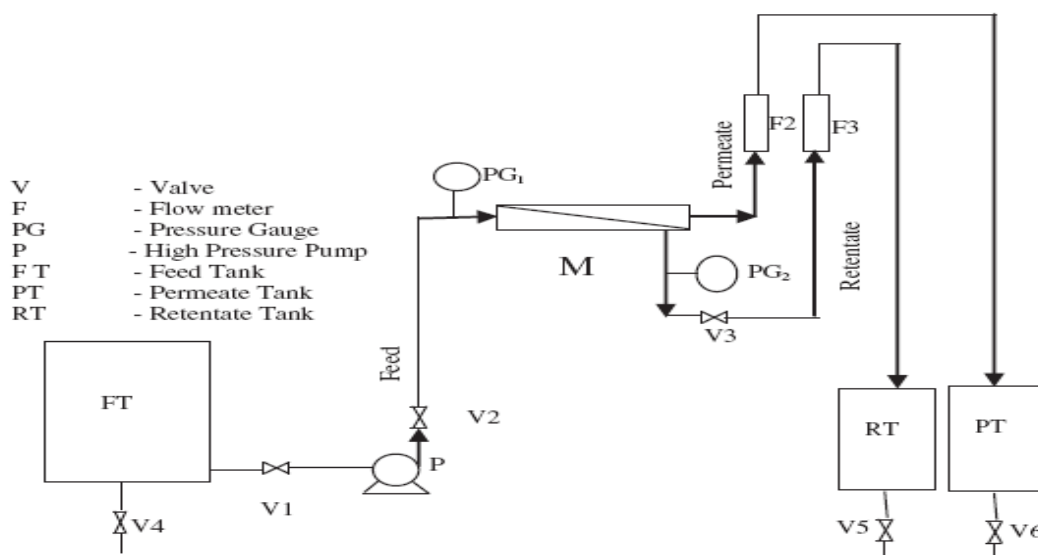 V - Valve
F - Flow meter
PG - Pressure Gauge
P - High Pressure Pump
F T - Feed Tank
PT - Permeate Tank
RT - Retentate Tank
PG₁
F2
F3
Permeate
M
PG₂
Retentate
V3
Feed
FT
V2
P
V1
V4
RT
PT
V5
V6